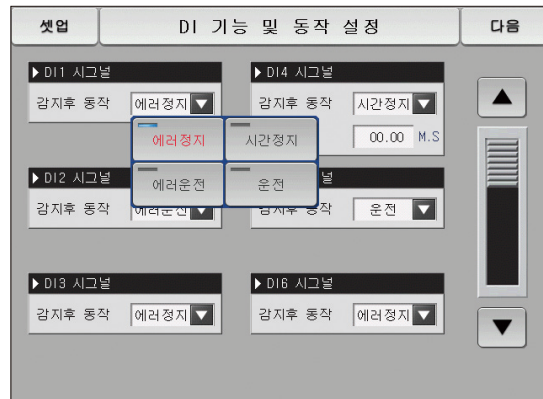 셋업
DI 기능 및 동작 설정
다음
▶ DI1 시그널
감지후 동작 에러정지 ▼
▶ DI4 시그널
감지후 동작 시간정지 ▼
00.00 M.S
에러정지
시간정지
에러운전
운전
▶ DI2 시그널
감지후 동작 에러운전 ▼
널
감지후 동작 운전 ▼
▶ DI3 시그널
감지후 동작 에러정지 ▼
▶ DI6 시그널
감지후 동작 에러정지 ▼